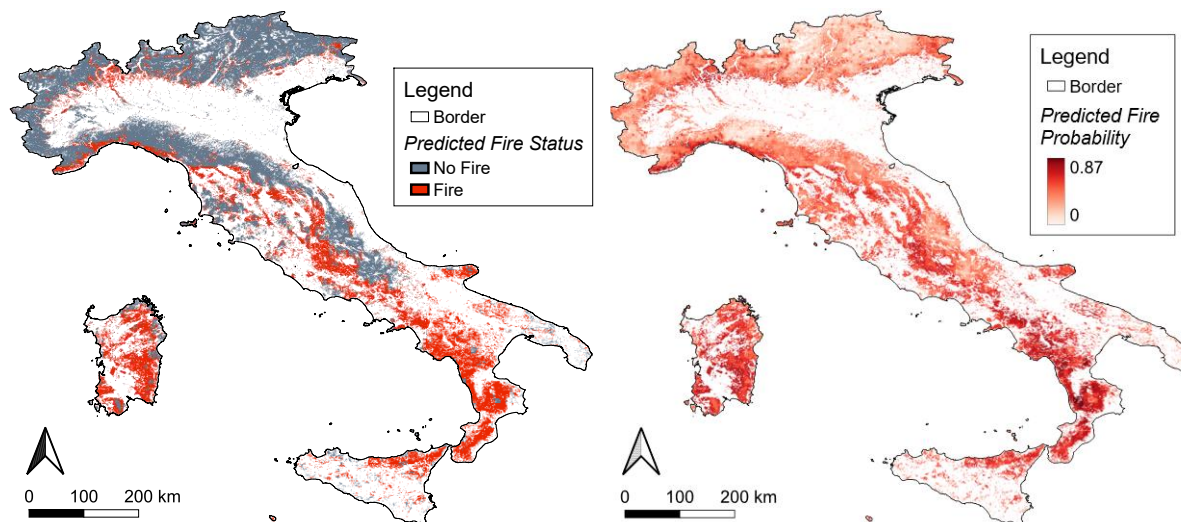 Legend
Border
Predicted Fire Status
No Fire
Fire
0 100 200 km
Legend
Border
Predicted Fire
Probability
0.87
0
0 100 200 km